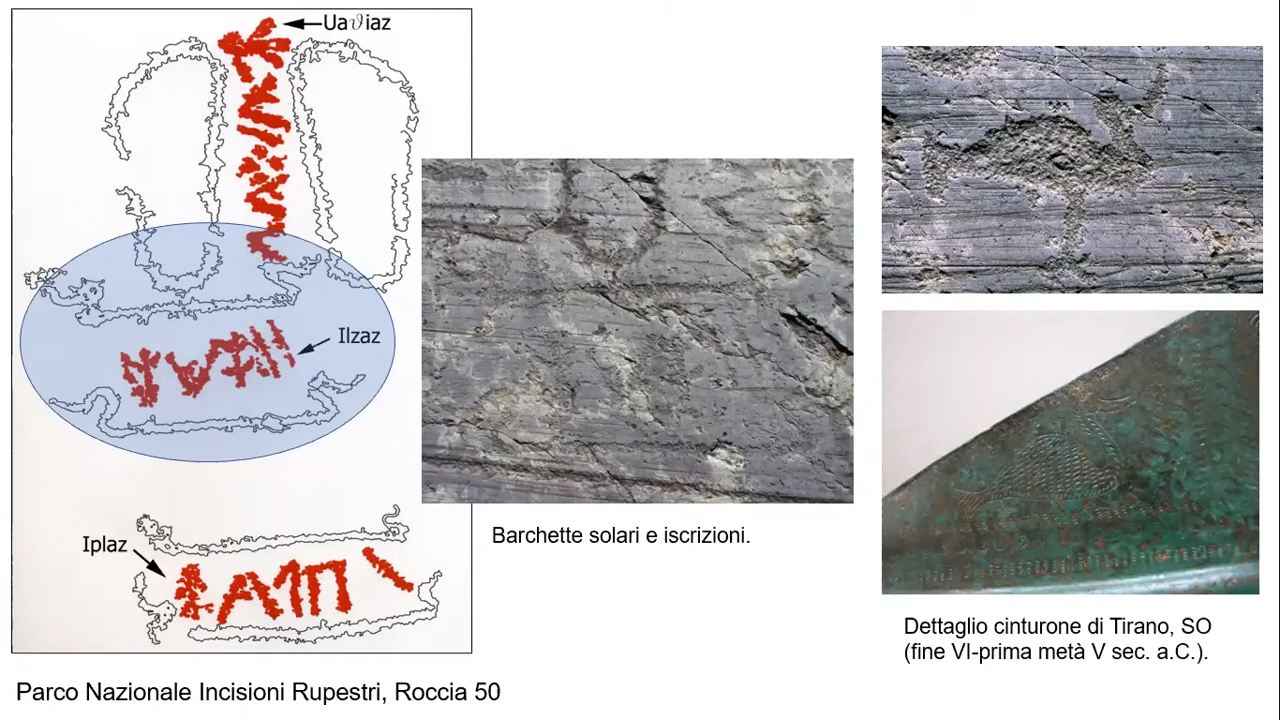 Uaϑiaz
Ilzaz
Iplaz
Parco Nazionale Incisioni Rupestri, Roccia 50
Barchette solari e iscrizioni.
Dettaglio cinturone di Tirano, SO
(fine VI-prima metà V sec. a.C.).